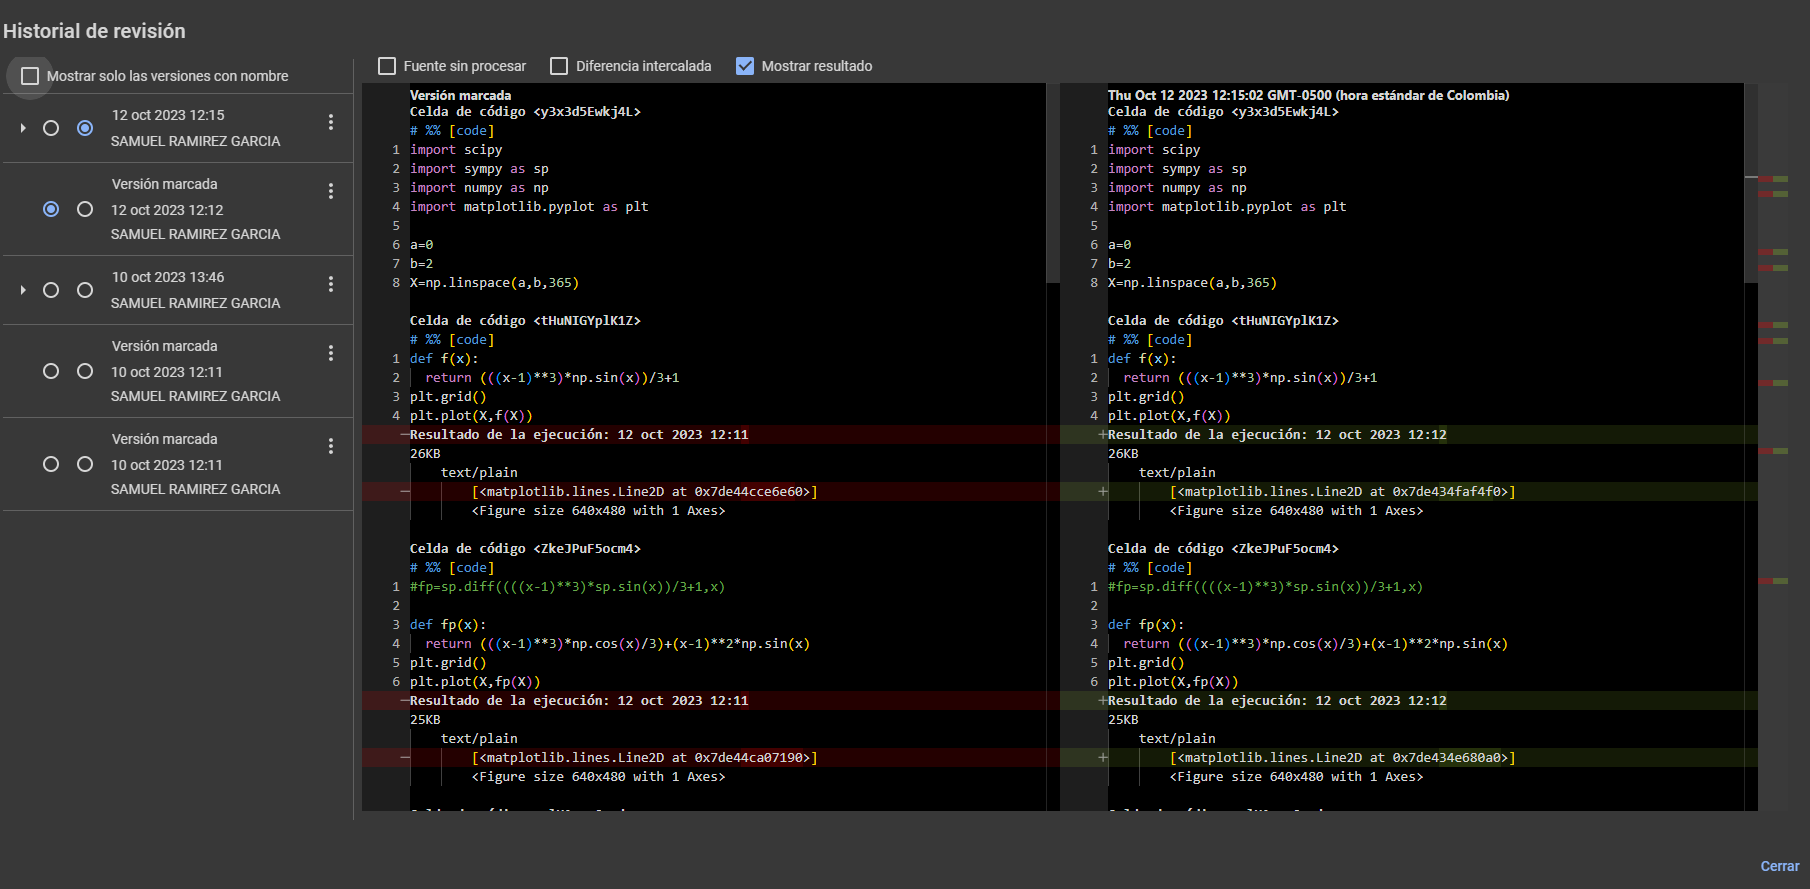 Historial de revisión
Mostrar solo las versiones con nombre
12 oct 2023 12:15
SAMUEL RAMIREZ GARCIA
Versión marcada
12 oct 2023 12:12
SAMUEL RAMIREZ GARCIA
10 oct 2023 13:46
SAMUEL RAMIREZ GARCIA
Versión marcada
10 oct 2023 12:11
SAMUEL RAMIREZ GARCIA
Versión marcada
10 oct 2023 12:11
SAMUEL RAMIREZ GARCIA
Fuente sin procesar Diferencia intercalada Mostrar resultado
Versión marcada
Celda de código <y3x3d5Ewkj4L>
# %% [code]
1 import scipy
2 import sympy as sp
3 import numpy as np
4 import matplotlib.pyplot as plt
5
6 a=0
7 b=2
8 X=np.linspace(a,b,365)
Celda de código <tHuNIGYplK1Z>
# %% [code]
1 def f(x):
2 return (((x-1)**3)*np.sin(x))/3+1
3 plt.grid()
4 plt.plot(X,f(X))
—Resultado de la ejecución: 12 oct 2023 12:11
26KB
text/plain
— [<matplotlib.lines.Line2D at 0x7de44cce6e60>]
<Figure size 640x480 with 1 Axes>
Celda de código <ZkeJPuF5ocm4>
# %% [code]
1 #fp=sp.diff((((x-1)**3)*sp.sin(x))/3+1,x)
2
3 def fp(x):
4 return (((x-1)**3)*np.cos(x)/3)+(x-1)**2*np.sin(x)
5 plt.grid()
6 plt.plot(X,fp(X))
—Resultado de la ejecución: 12 oct 2023 12:11
25KB
text/plain
— [<matplotlib.lines.Line2D at 0x7de44ca07190>]
<Figure size 640x480 with 1 Axes>
Thu Oct 12 2023 12:15:02 GMT-0500 (hora estándar de Colombia)
Celda de código <y3x3d5Ewkj4L>
# %% [code]
1 import scipy
2 import sympy as sp
3 import numpy as np
4 import matplotlib.pyplot as plt
5
6 a=0
7 b=2
8 X=np.linspace(a,b,365)
Celda de código <tHuNIGYplK1Z>
# %% [code]
1 def f(x):
2 return (((x-1)**3)*np.sin(x))/3+1
3 plt.grid()
4 plt.plot(X,f(X))
+Resultado de la ejecución: 12 oct 2023 12:12
26KB
text/plain
+ [<matplotlib.lines.Line2D at 0x7de434faf4f0>]
<Figure size 640x480 with 1 Axes>
Celda de código <ZkeJPuF5ocm4>
# %% [code]
1 #fp=sp.diff((((x-1)**3)*sp.sin(x))/3+1,x)
2
3 def fp(x):
4 return (((x-1)**3)*np.cos(x)/3)+(x-1)**2*np.sin(x)
5 plt.grid()
6 plt.plot(X,fp(X))
+Resultado de la ejecución: 12 oct 2023 12:12
25KB
text/plain
+ [<matplotlib.lines.Line2D at 0x7de434e680a0>]
<Figure size 640x480 with 1 Axes>
Cerrar